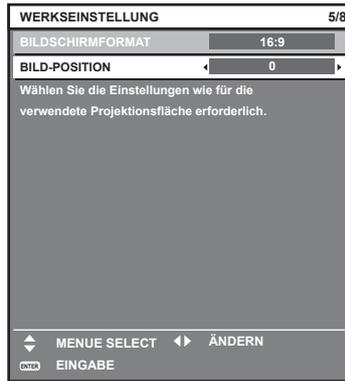 WERKSEINSTELLUNG 5/8
BILDSCHIRMFORMAT 16:9
BILD-POSITION 0
Wählen Sie die Einstellungen wie für die
verwendete Projektionsfläche erforderlich.
MENUE SELECT ÄNDERN
ENTER EINGABE